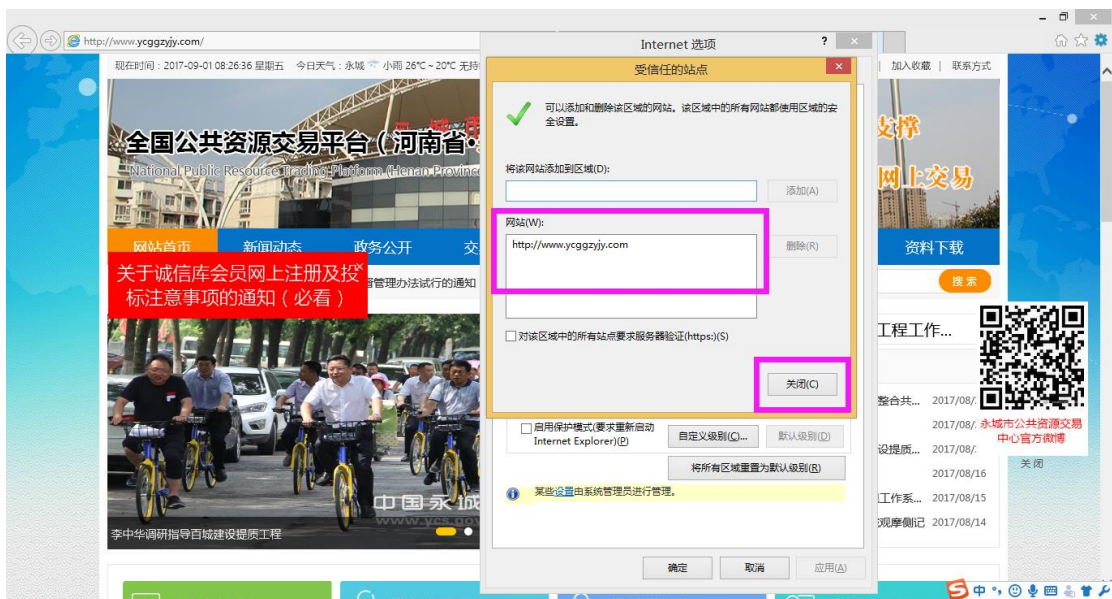 http://www.ycggzyjy.com/
Internet 选项
?
现在时间：2017-09-01 08:26:36 星期五 今日天气：永城 小雨 26℃～20℃ 无持
加入收藏 | 联系方式
受信任的站点
可以添加和删除该区域的网站。该区域中的所有网站都使用区域的安
全设置。
全国公共资源交易平台（河南省•
National Public Resource Trading Platform (Henan Province
支撑
网上交易
将该网站添加到区域(D):
添加(A)
网站(W):
http://www.ycggzyjy.com
删除(R)
网站首页 新闻动态 政务公开 交
资料下载
关于诚信库会员网上注册及投
标注意事项的通知（必看）
管理办法试行的通知
搜 索
对该区域中的所有站点要求服务器验证(https:)(S)
工程工作...
关闭(C)
整合共... 2017/08/
2017/08/
永城市公共资源交易
中心官方微博
关 闭
启用保护模式(要求重新启动
Internet Explorer)(P)
自定义级别(C)...
默认级别(D)
设提质... 2017/08/
将所有区域重置为默认级别(R)
2017/08/16
某些设置由系统管理员进行管理。
工作系... 2017/08/15
观摩侧记 2017/08/14
中国永城
www.ycs.gov
李中华调研指导百城建设提质工程
确定
取消
应用(A)
中